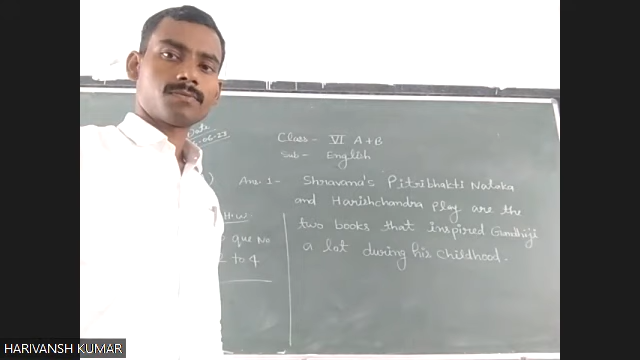 Date
Class - VI A+B
Sub - English
Ans. 1 - Shravana's Pitribhakti Nataka
and Harishchandra play are the
two books that inspired Gandhiji
a lot during his childhood.
H.W.
que No
to 4
HARIVANSH KUMAR